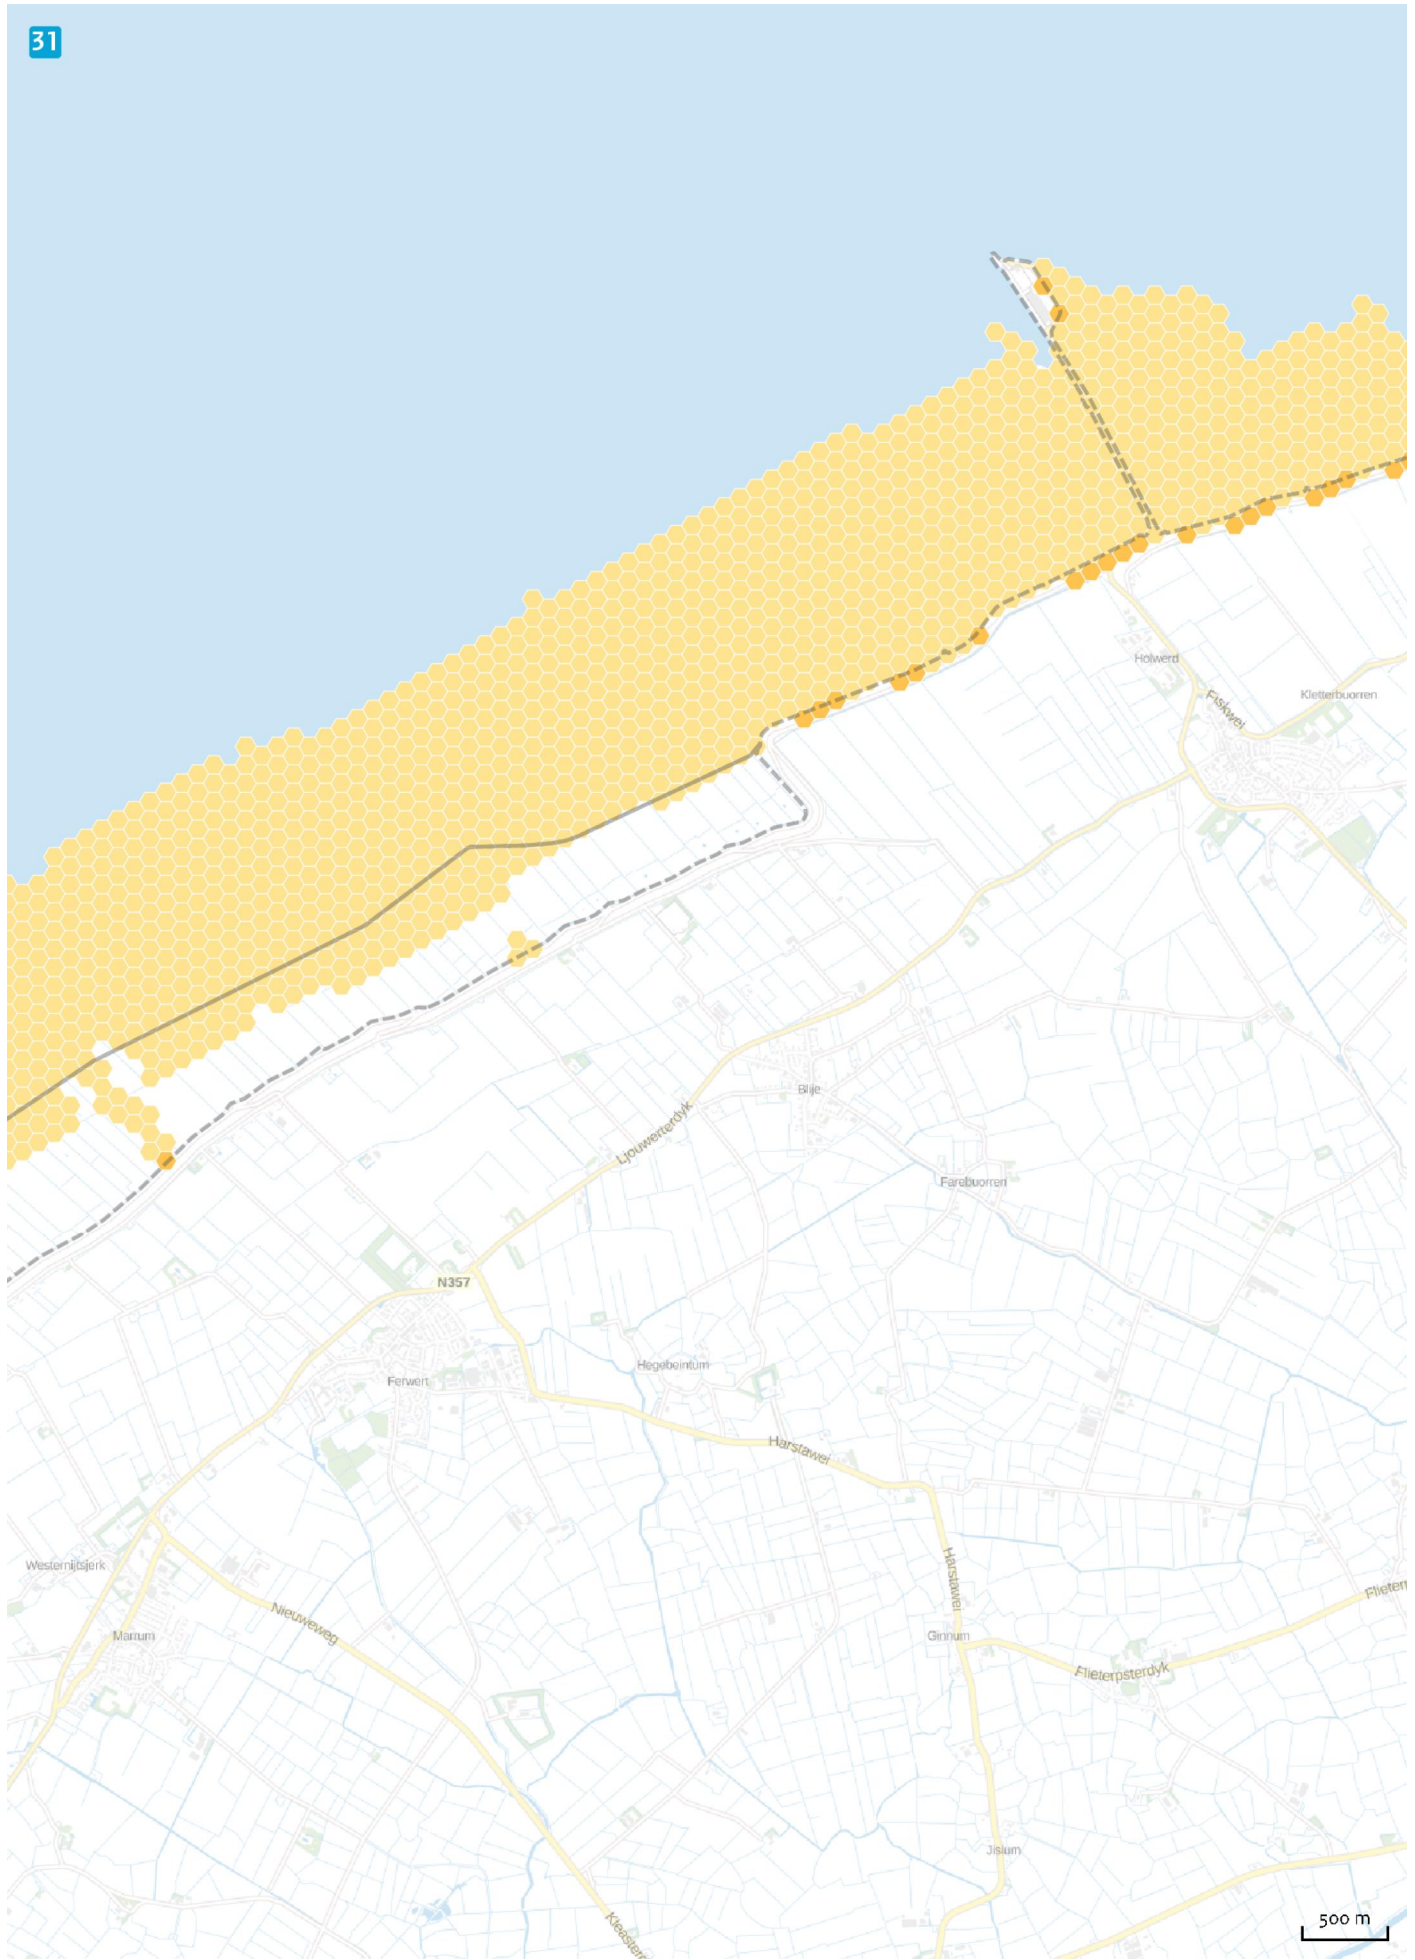 31
Holwerd
Kletterbuorren
Fiskwei
Blije
Ljouwerterdyk
Farebuorren
N357
Hegebeintum
Ferwert
Harstawei
Westernijtsjerk
Harstawei
Flieterp
Nieuweweg
Marrum
Ginnum
Flieterpsterdyk
Jislum
500 m